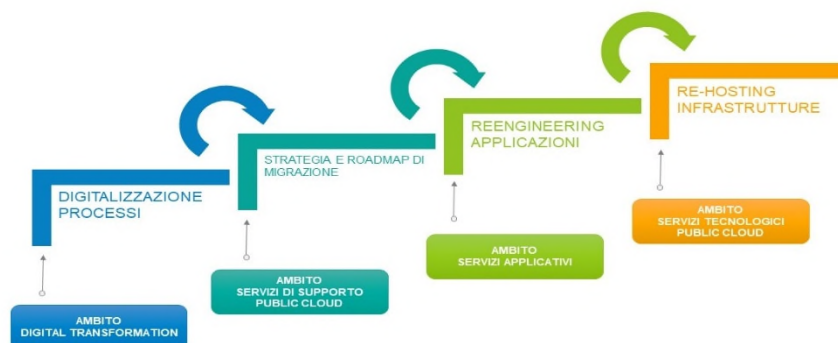 DIGITALIZZAZIONE
PROCESSI
STRATEGIA E ROADMAP DI
MIGRAZIONE
REENGINEERING
APPLICAZIONI
RE-HOSTING
INFRASTRUTTURE
AMBITO
DIGITAL TRANSFORMATION
AMBITO
SERVIZI DI SUPPORTO
PUBLIC CLOUD
AMBITO
SERVIZI APPLICATIVI
AMBITO
SERVIZI TECNOLOGICI
PUBLIC CLOUD